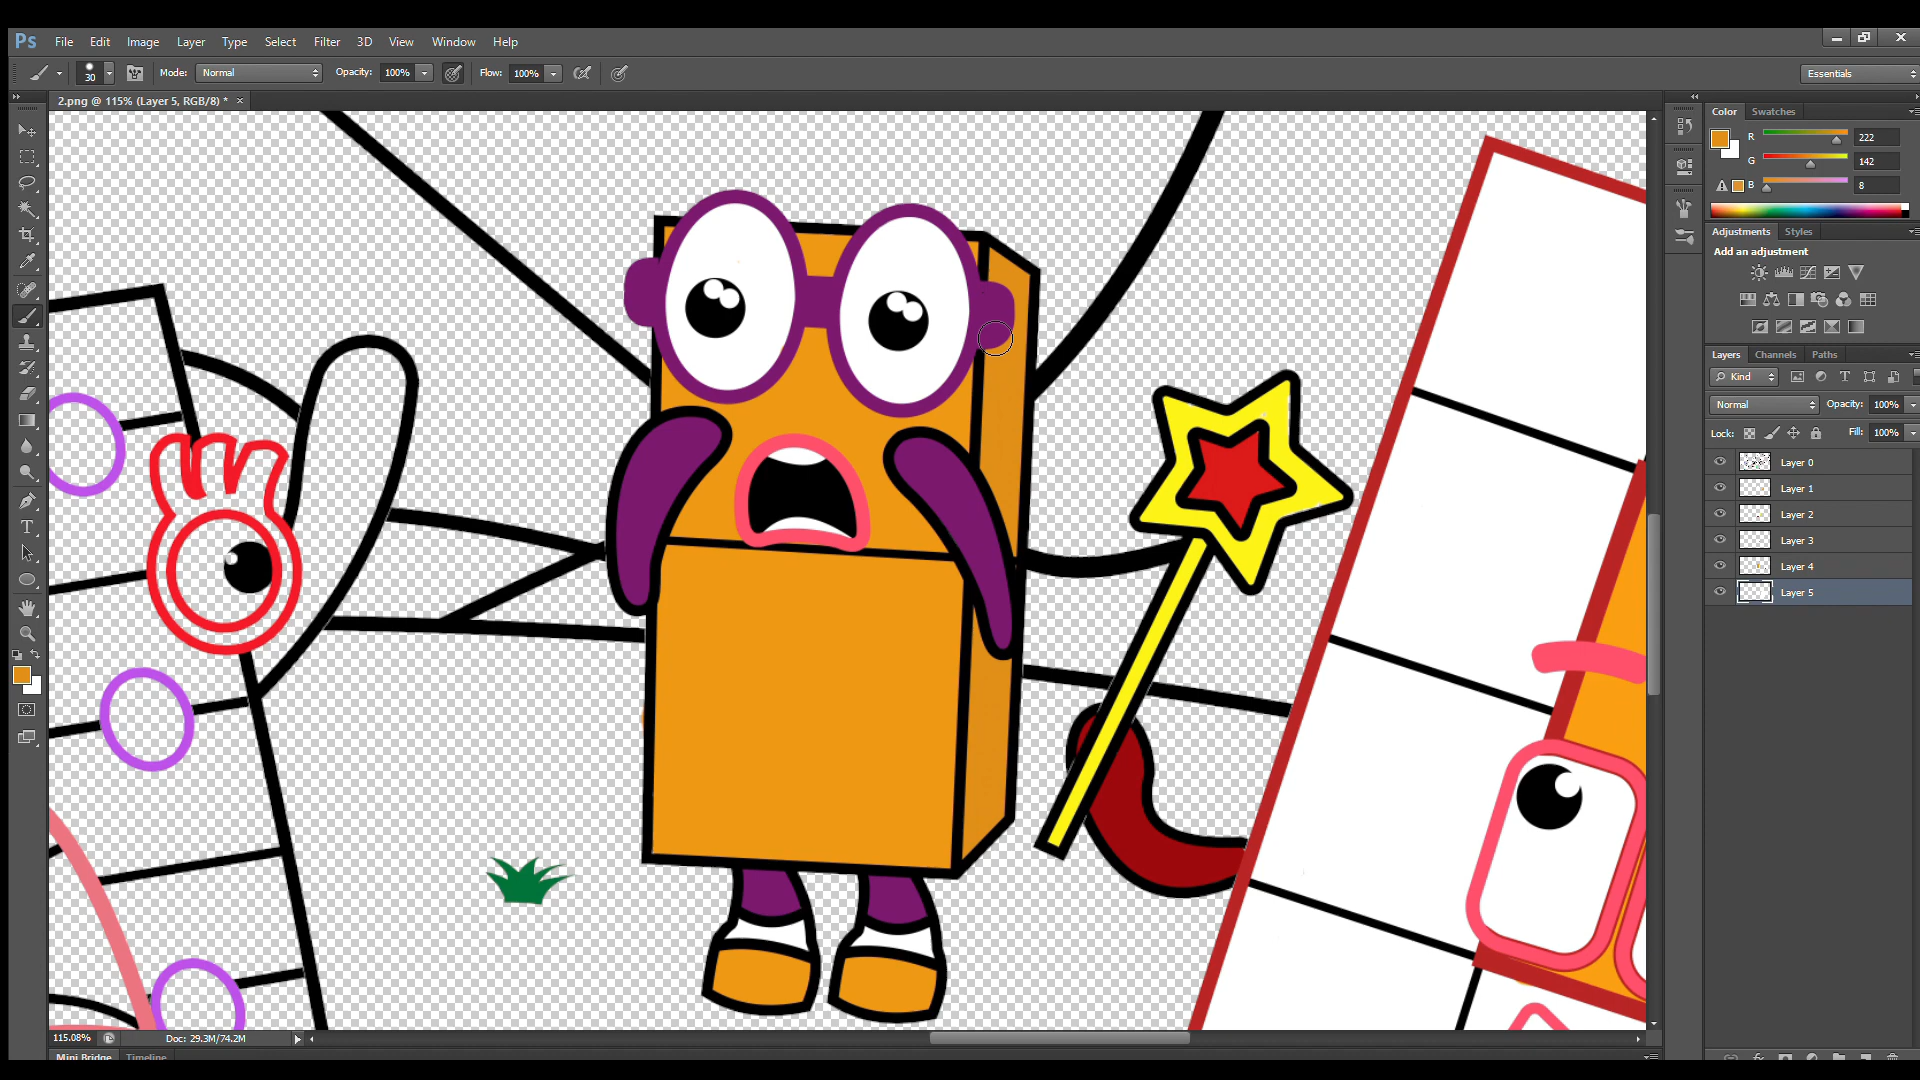 Ps File Edit Image Layer Type Select Filter 3D View Window Help
30 Mode: Normal Opacity: 100% Flow: 100% Essentials
2.png @ 115% (Layer 5, RGB/8) * ×
Color Swatches
R 222
G 142
B 8
Adjustments Styles
Add an adjustment
Layers Channels Paths
Kind
Normal Opacity: 100%
Lock: Fill: 100%
Layer 0
Layer 1
Layer 2
Layer 3
Layer 4
Layer 5
115.08% Doc: 29.3M/74.2M
Mini Bridge Timeline